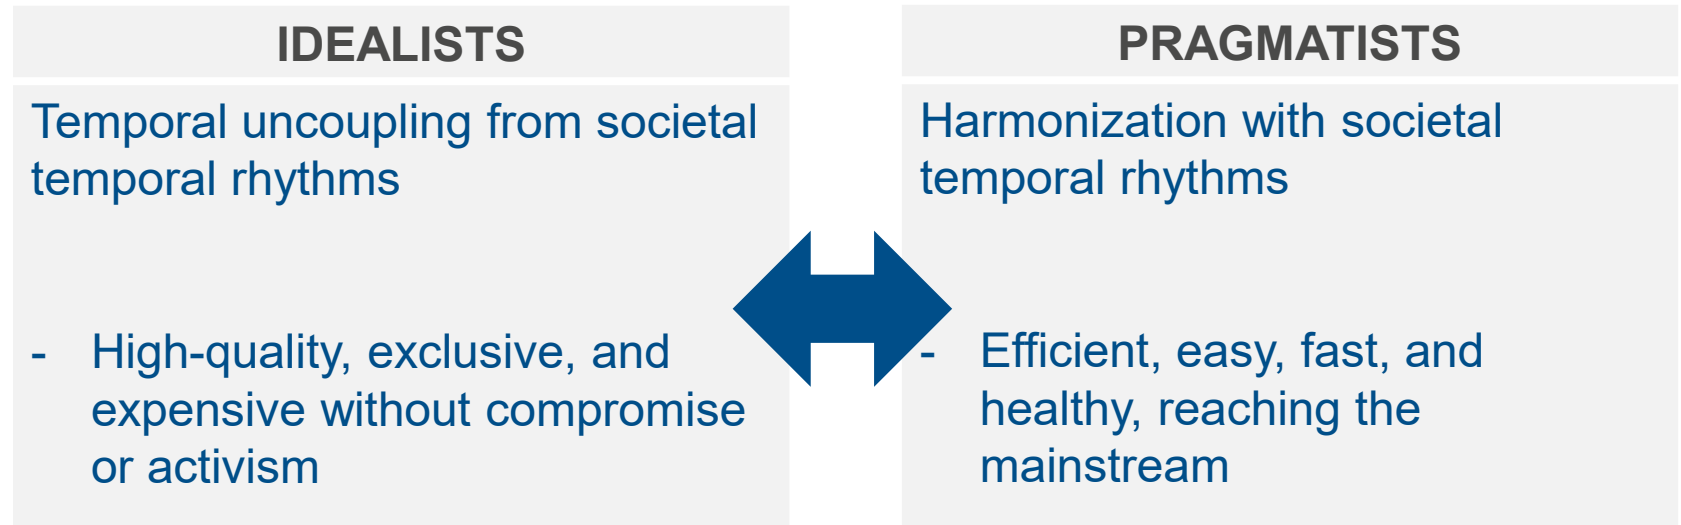 IDEALISTS
Temporal uncoupling from societal
temporal rhythms
- High-quality, exclusive, and
expensive without compromise
or activism
PRAGMATISTS
Harmonization with societal
temporal rhythms
- Efficient, easy, fast, and
healthy, reaching the
mainstream